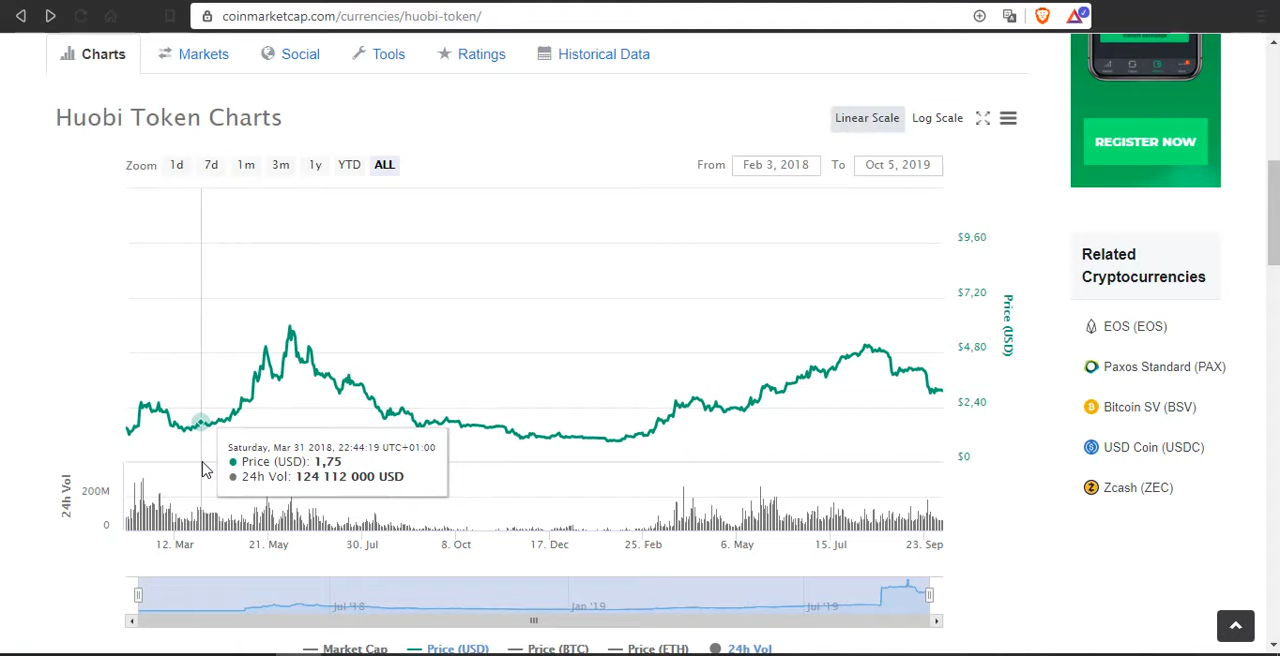 coinmarketcap.com/currencies/huobi-token/
Charts Markets Social Tools Ratings Historical Data
Huobi Token Charts
Linear Scale Log Scale
REGISTER NOW
Zoom 1d 7d 1m 3m 1y YTD ALL From Feb 3, 2018 To Oct 5, 2019
$9,60
$7,20
$4,80
$2,40
$0
Price (USD)
Saturday, Mar 31 2018, 22:44:19 UTC+01:00
Price (USD): 1,75
24h Vol: 124 112 000 USD
24h Vol
200M
0
12. Mar 21. May 30. Jul 8. Oct 17. Dec 25. Feb 6. May 15. Jul 23. Sep
Jul '18 Jan '19 Jul '19
Market Cap Price (USD) Price (BTC) Price (ETH) 24h Vol
Related
Cryptocurrencies
EOS (EOS)
Paxos Standard (PAX)
Bitcoin SV (BSV)
USD Coin (USDC)
Zcash (ZEC)